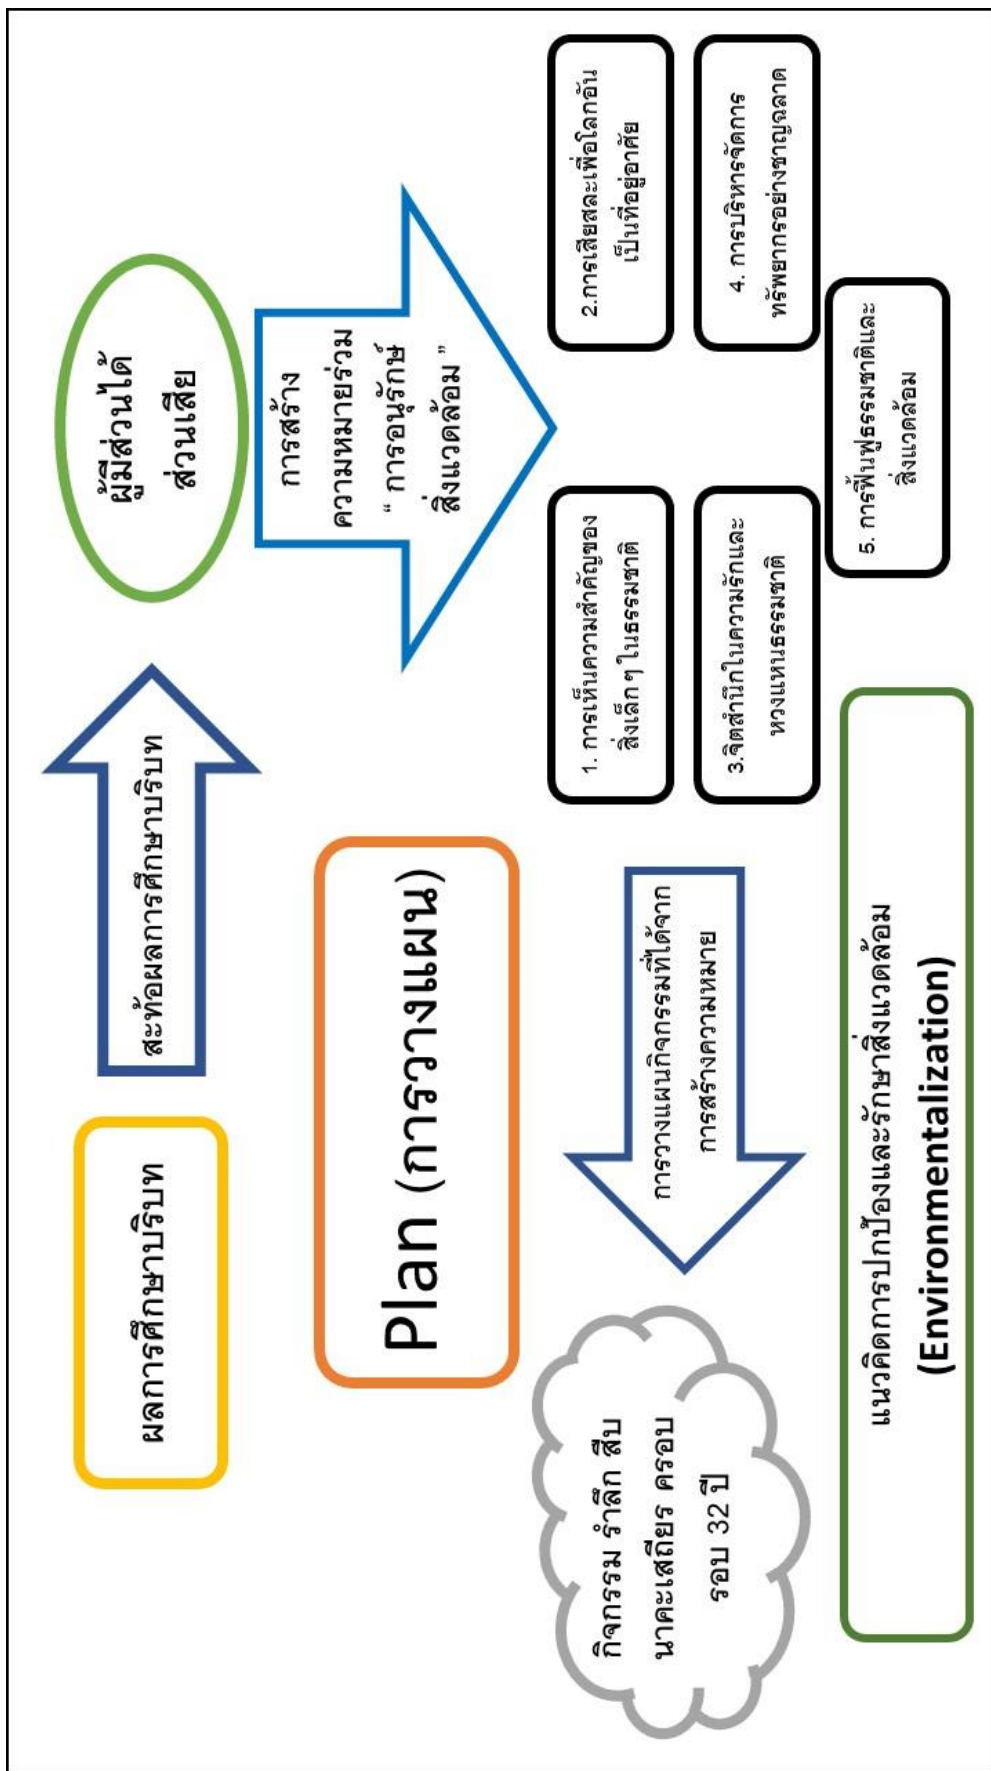 ผลการศึกษาบริบท
สะท้อผลการศึกษาบริบท
ผู้มีส่วนได้
ส่วนเสีย
การสร้าง
ความหมายร่วม
“ การอนุรักษ์
สิ่งแวดล้อม ”
Plan (การวางแผน)
1. การเห็นความสำคัญของ
สิ่งเล็ก ๆ ในธรรมชาติ
2.การเสียสละเพื่อโลกอัน
เป็นที่อยู่อาศัย
3.จิตสำนึกในความรักและ
หวงแหนธรรมชาติ
4. การบริหารจัดการ
ทรัพยากรอย่างชาญฉลาด
5. การฟื้นฟูธรรมชาติและ
สิ่งแวดล้อม
การวางแผนกิจกรรมที่ได้จาก
การสร้างความหมาย
กิจกรรม รำลึก สืบ
นาคะเสถียร ครอบ
รอบ 32 ปี
แนวคิดการปกป้องและรักษาสิ่งแวดล้อม
(Environmentalization)